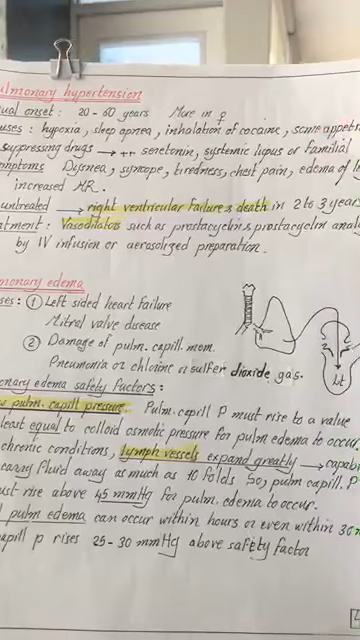 ulmonary hypertension
ual onset: 20-60 years More in ♀
uses: hypoxia, sleep apnea, inhalation of cocaine, some appeti
suppressing drugs → ++ serotonin, systemic lupus or familial
mptoms Dysnea, syncope, tiredness, chest pain, edema of l
increased HR.
untreated → right ventricular failure & death in 2 to 3 years
atment: Vasodilators such as prostacyclins, prostacyclin anal
by IV infusion or aerosolized preparation.
monary edema
ses: ① Left sided heart failure
Mitral valve disease
② Damage of pulm. capill. mem.
Pneumonia or chlorine or sulfer dioxide gas.
onary edema safety factors:
w pulm. capill pressure. Pulm. capill P must rise to a value
least equal to colloid osmotic pressure for pulm edema to occur.
chronic conditions, lymph vessels expand greatly → capab
carry fluid away as much as 10 folds So, pulm capill. P
ust rise above 45 mmHg for pulm. edema to occur.
pulm edema can occur within hours or even within 30
capill p rises 25-30 mmHg above safety factor